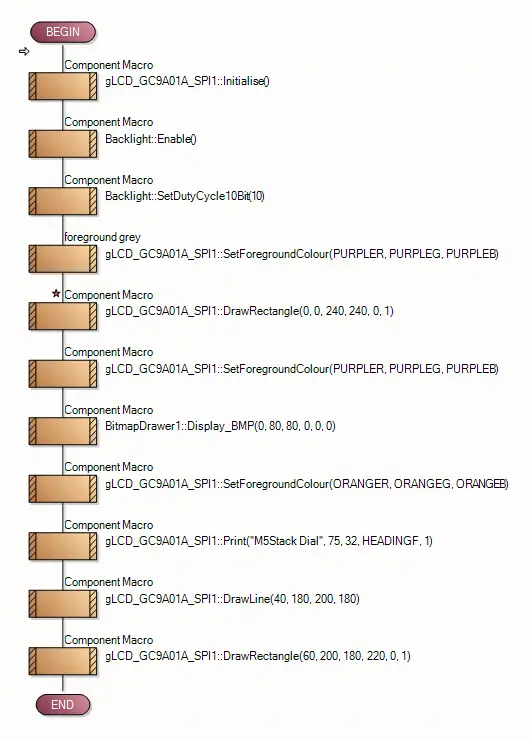 BEGIN
Component Macro
gLCD_GC9A01A_SPI1::Initialise()
Component Macro
Backlight::Enable()
Component Macro
Backlight::SetDutyCycle10Bit(10)
foreground grey
gLCD_GC9A01A_SPI1::SetForegroundColour(PURPLER, PURPLEG, PURPLEB)
Component Macro
gLCD_GC9A01A_SPI1::DrawRectangle(0, 0, 240, 240, 0, 1)
Component Macro
gLCD_GC9A01A_SPI1::SetForegroundColour(PURPLER, PURPLEG, PURPLEB)
Component Macro
BitmapDrawer1::Display_BMP(0, 80, 80, 0, 0, 0)
Component Macro
gLCD_GC9A01A_SPI1::SetForegroundColour(ORANGER, ORANGEG, ORANGEB)
Component Macro
gLCD_GC9A01A_SPI1::Print("M5Stack Dial", 75, 32, HEADINGF, 1)
Component Macro
gLCD_GC9A01A_SPI1::DrawLine(40, 180, 200, 180)
Component Macro
gLCD_GC9A01A_SPI1::DrawRectangle(60, 200, 180, 220, 0, 1)
END